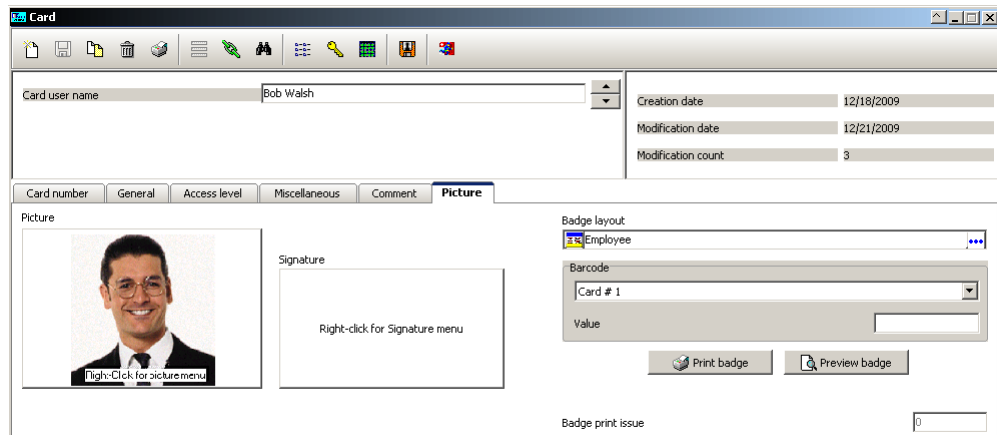 Card
Card user name
Bob Walsh
Creation date 12/18/2009
Modification date 12/21/2009
Modification count 3
Card number General Access level Miscellaneous Comment Picture
Picture
Right-Click for picture menu
Signature
Right-click for Signature menu
Badge layout
Employee
Barcode
Card # 1
Value
Print badge Preview badge
Badge print issue 0